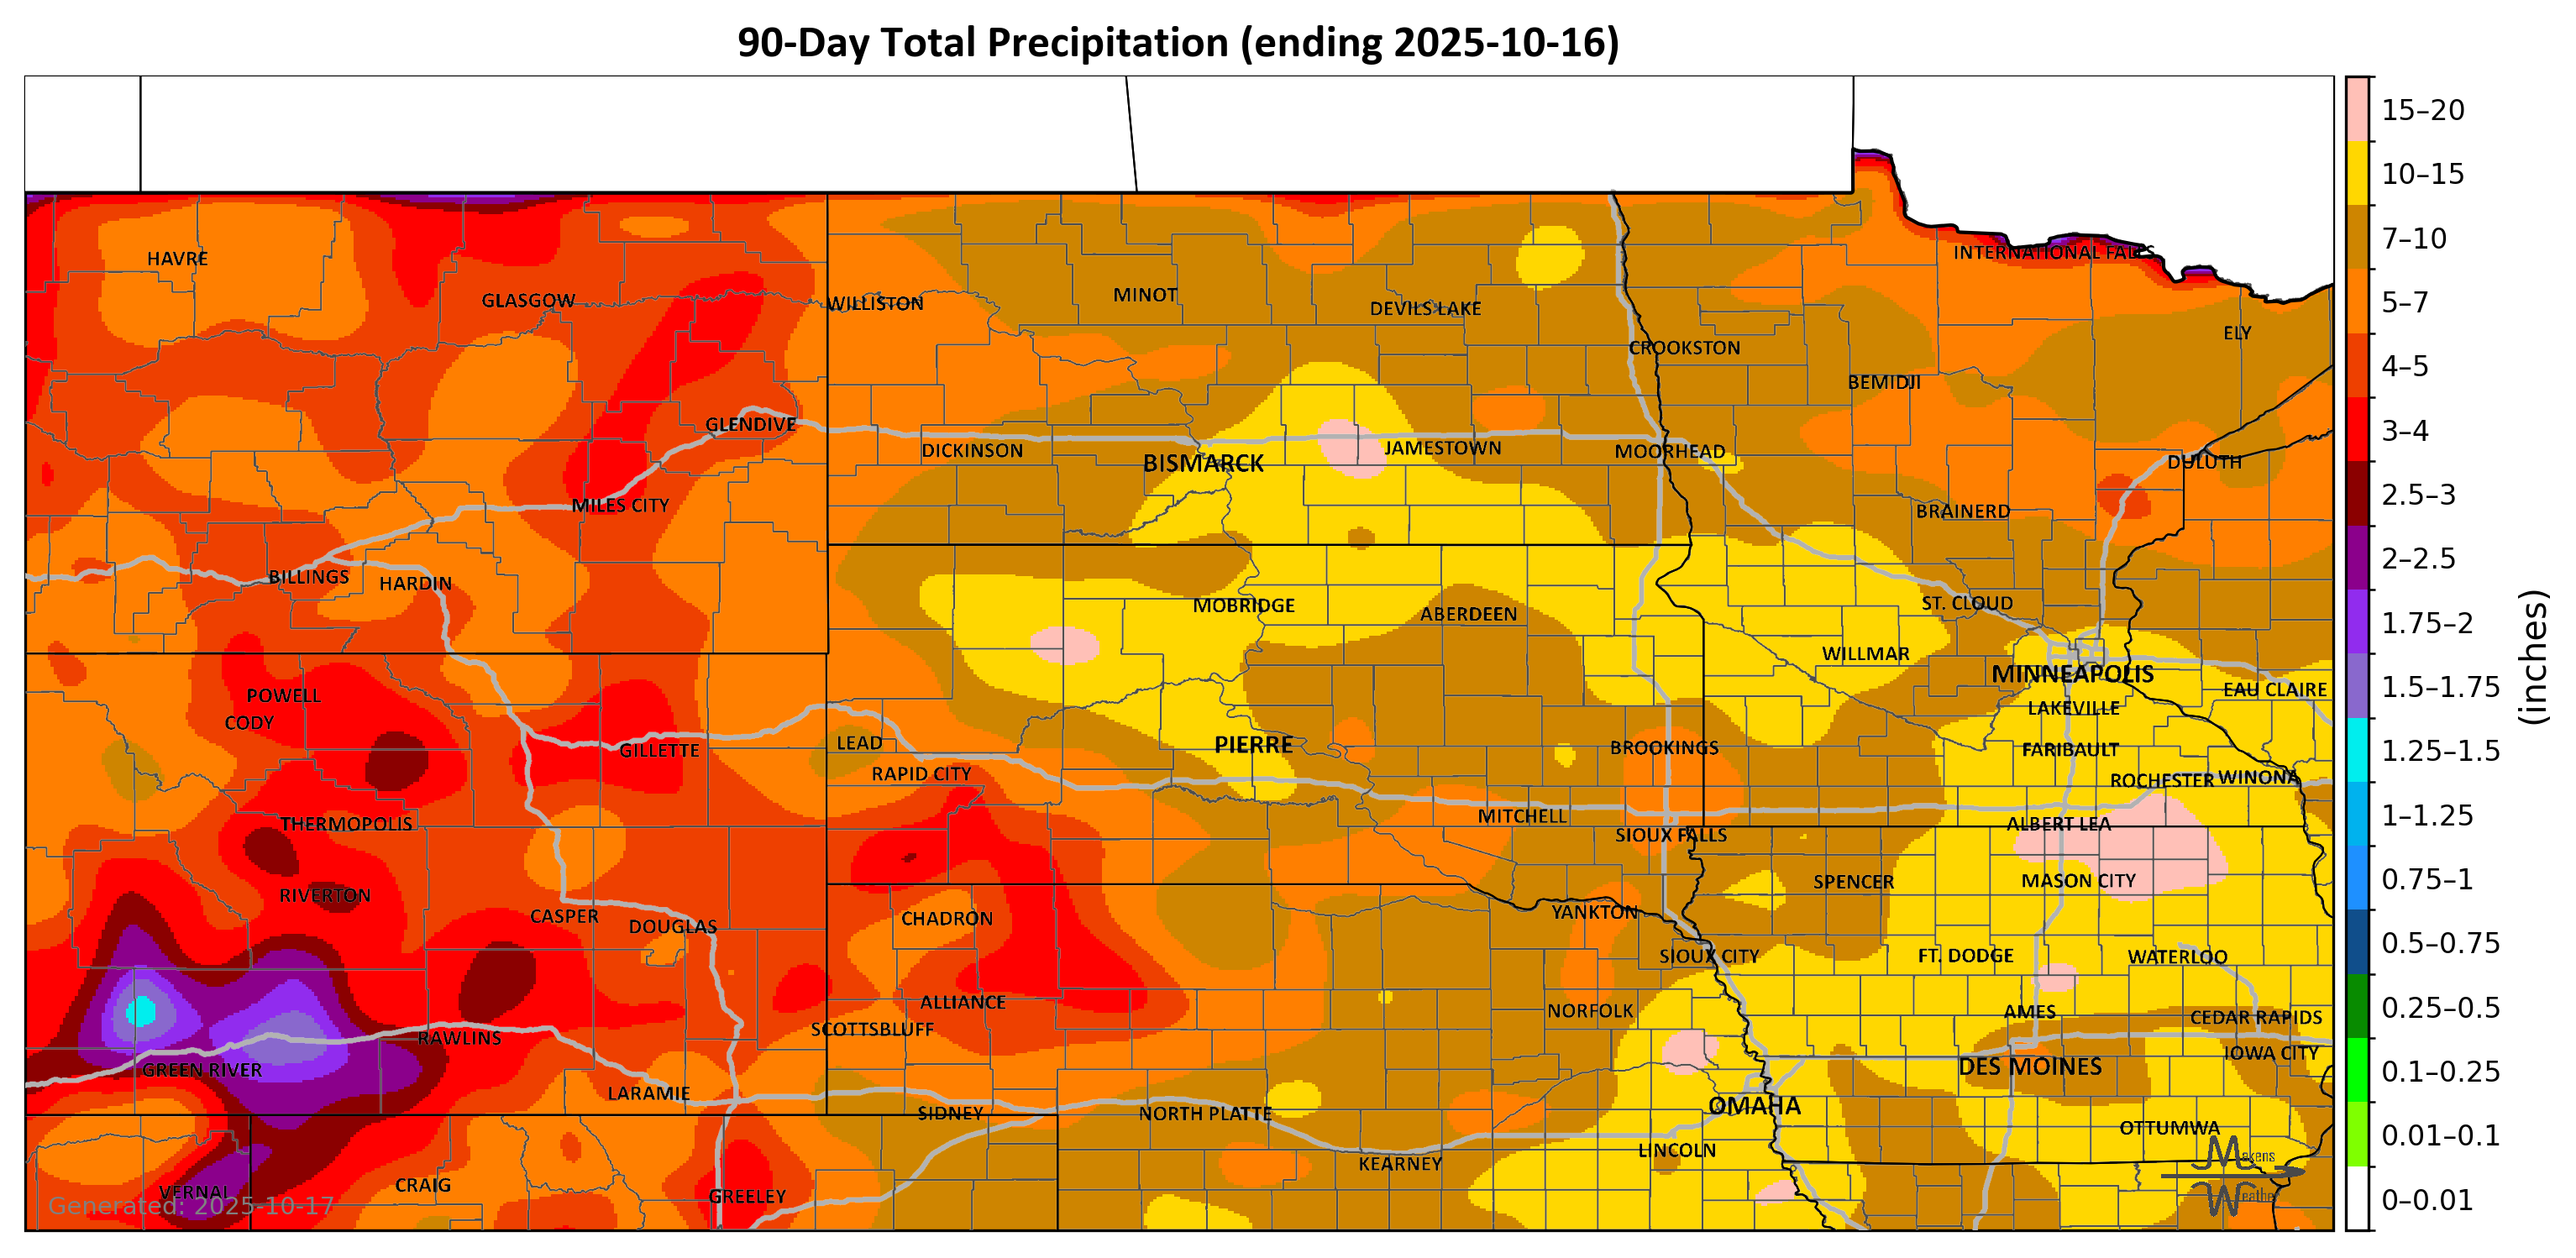 90-Day Total Precipitation (ending 2025-10-16)
15–20
10–15
7–10
5–7
4–5
3–4
2.5–3
2–2.5
1.75–2
1.5–1.75
1.25–1.5
1–1.25
0.75–1
0.5–0.75
0.25–0.5
0.1–0.25
0.01–0.1
0–0.01
(inches)
INTERNATIONAL FALLS
HAVRE
GLASGOW
WILLISTON
MINOT
DEVILS LAKE
ELY
CROOKSTON
BEMIDJI
GLENDIVE
DICKINSON
BISMARCK
JAMESTOWN
MOORHEAD
DULUTH
MILES CITY
BRAINERD
BILLINGS
HARDIN
MOBRIDGE
ABERDEEN
ST. CLOUD
WILLMAR
MINNEAPOLIS
EAU CLAIRE
POWELL
CODY
LAKEVILLE
GILLETTE
LEAD
PIERRE
BROOKINGS
FARIBAULT
RAPID CITY
ROCHESTER
WINONA
THERMOPOLIS
MITCHELL
SIOUX FALLS
ALBERT LEA
RIVERTON
SPENCER
MASON CITY
CASPER
DOUGLAS
CHADRON
YANKTON
SIOUX CITY
FT. DODGE
WATERLOO
ALLIANCE
NORFOLK
AMES
CEDAR RAPIDS
SCOTTSBLUFF
RAWLINS
IOWA CITY
GREEN RIVER
DES MOINES
LARAMIE
SIDNEY
NORTH PLATTE
OMAHA
OTTUMWA
LINCOLN
KEARNEY
VERNAL
CRAIG
GREELEY
Makens
Weather
Generated: 2025-10-17